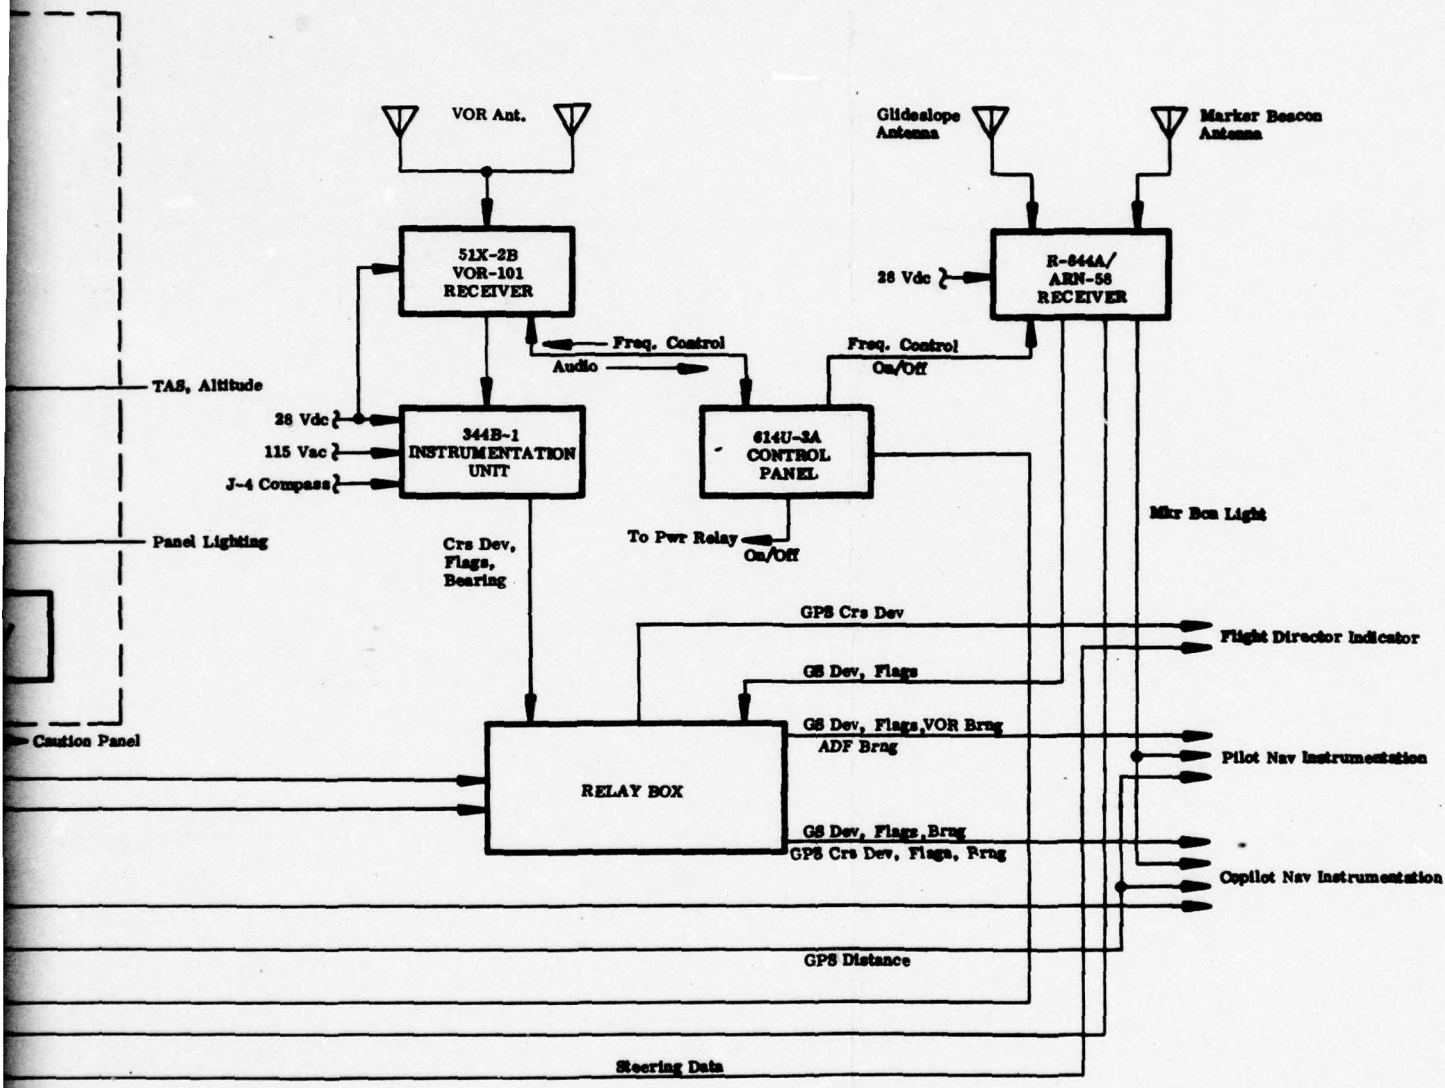 VOR Ant.
Glideslope
Antenna
Marker Beacon
Antenna
51X-2B
VOR-101
RECEIVER
28 Vdc
R-844A/
ARN-58
RECEIVER
Freq. Control
Audio
Freq. Control
On/Off
TAS, Altitude
28 Vdc
115 Vac
J-4 Compass
344B-1
INSTRUMENTATION
UNIT
614U-3A
CONTROL
PANEL
Mkr Bcn Light
To Pwr Relay
On/Off
Panel Lighting
Crs Dev,
Flags,
Bearing
GPS Crs Dev
Flight Director Indicator
GS Dev, Flags
Caution Panel
GS Dev, Flags, VOR Brng
ADF Brng
Pilot Nav Instrumentation
RELAY BOX
GS Dev, Flags, Brng
GPS Crs Dev, Flags, Brng
Copilot Nav Instrumentation
GPS Distance
Steering Data